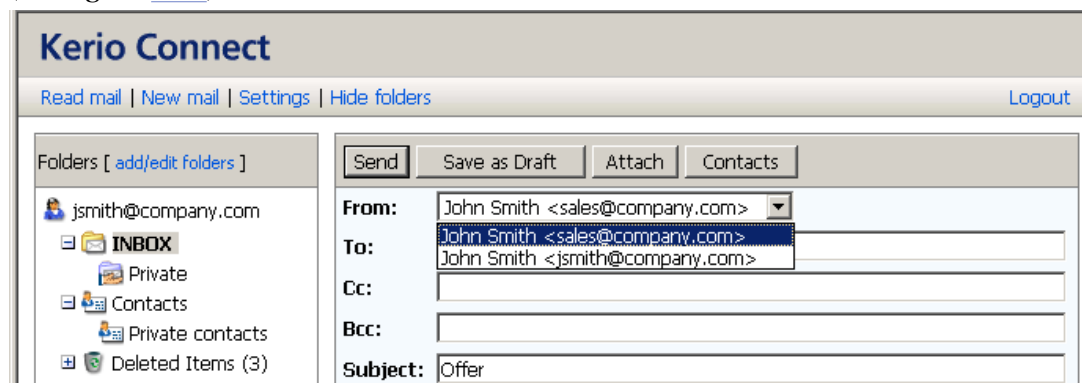 Kerio Connect
Read mail | New mail | Settings | Hide folders
Logout
Folders [ add/edit folders ]
jsmith@company.com
INBOX
Private
Contacts
Private contacts
Deleted Items (3)
Send Save as Draft Attach Contacts
From: John Smith <sales@company.com>
John Smith <sales@company.com>
John Smith <jsmith@company.com>
To:
Cc:
Bcc:
Subject: Offer